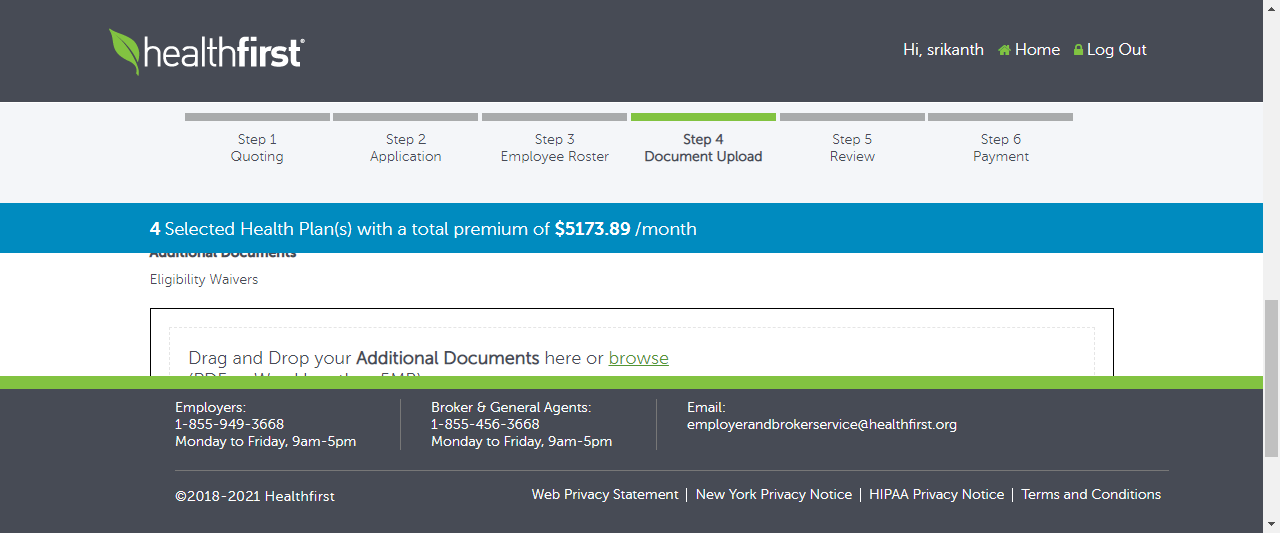 healthfirst
Hi, srikanth Home Log Out
Step 1
Quoting
Step 2
Application
Step 3
Employee Roster
Step 4
Document Upload
Step 5
Review
Step 6
Payment
4 Selected Health Plan(s) with a total premium of $5173.89 /month
Additional Documents
Eligibility Waivers
Drag and Drop your Additional Documents here or browse
Employers:
1-855-949-3668
Monday to Friday, 9am-5pm
Broker & General Agents:
1-855-456-3668
Monday to Friday, 9am-5pm
Email:
employerandbrokerservice@healthfirst.org
©2018-2021 Healthfirst
Web Privacy Statement | New York Privacy Notice | HIPAA Privacy Notice | Terms and Conditions